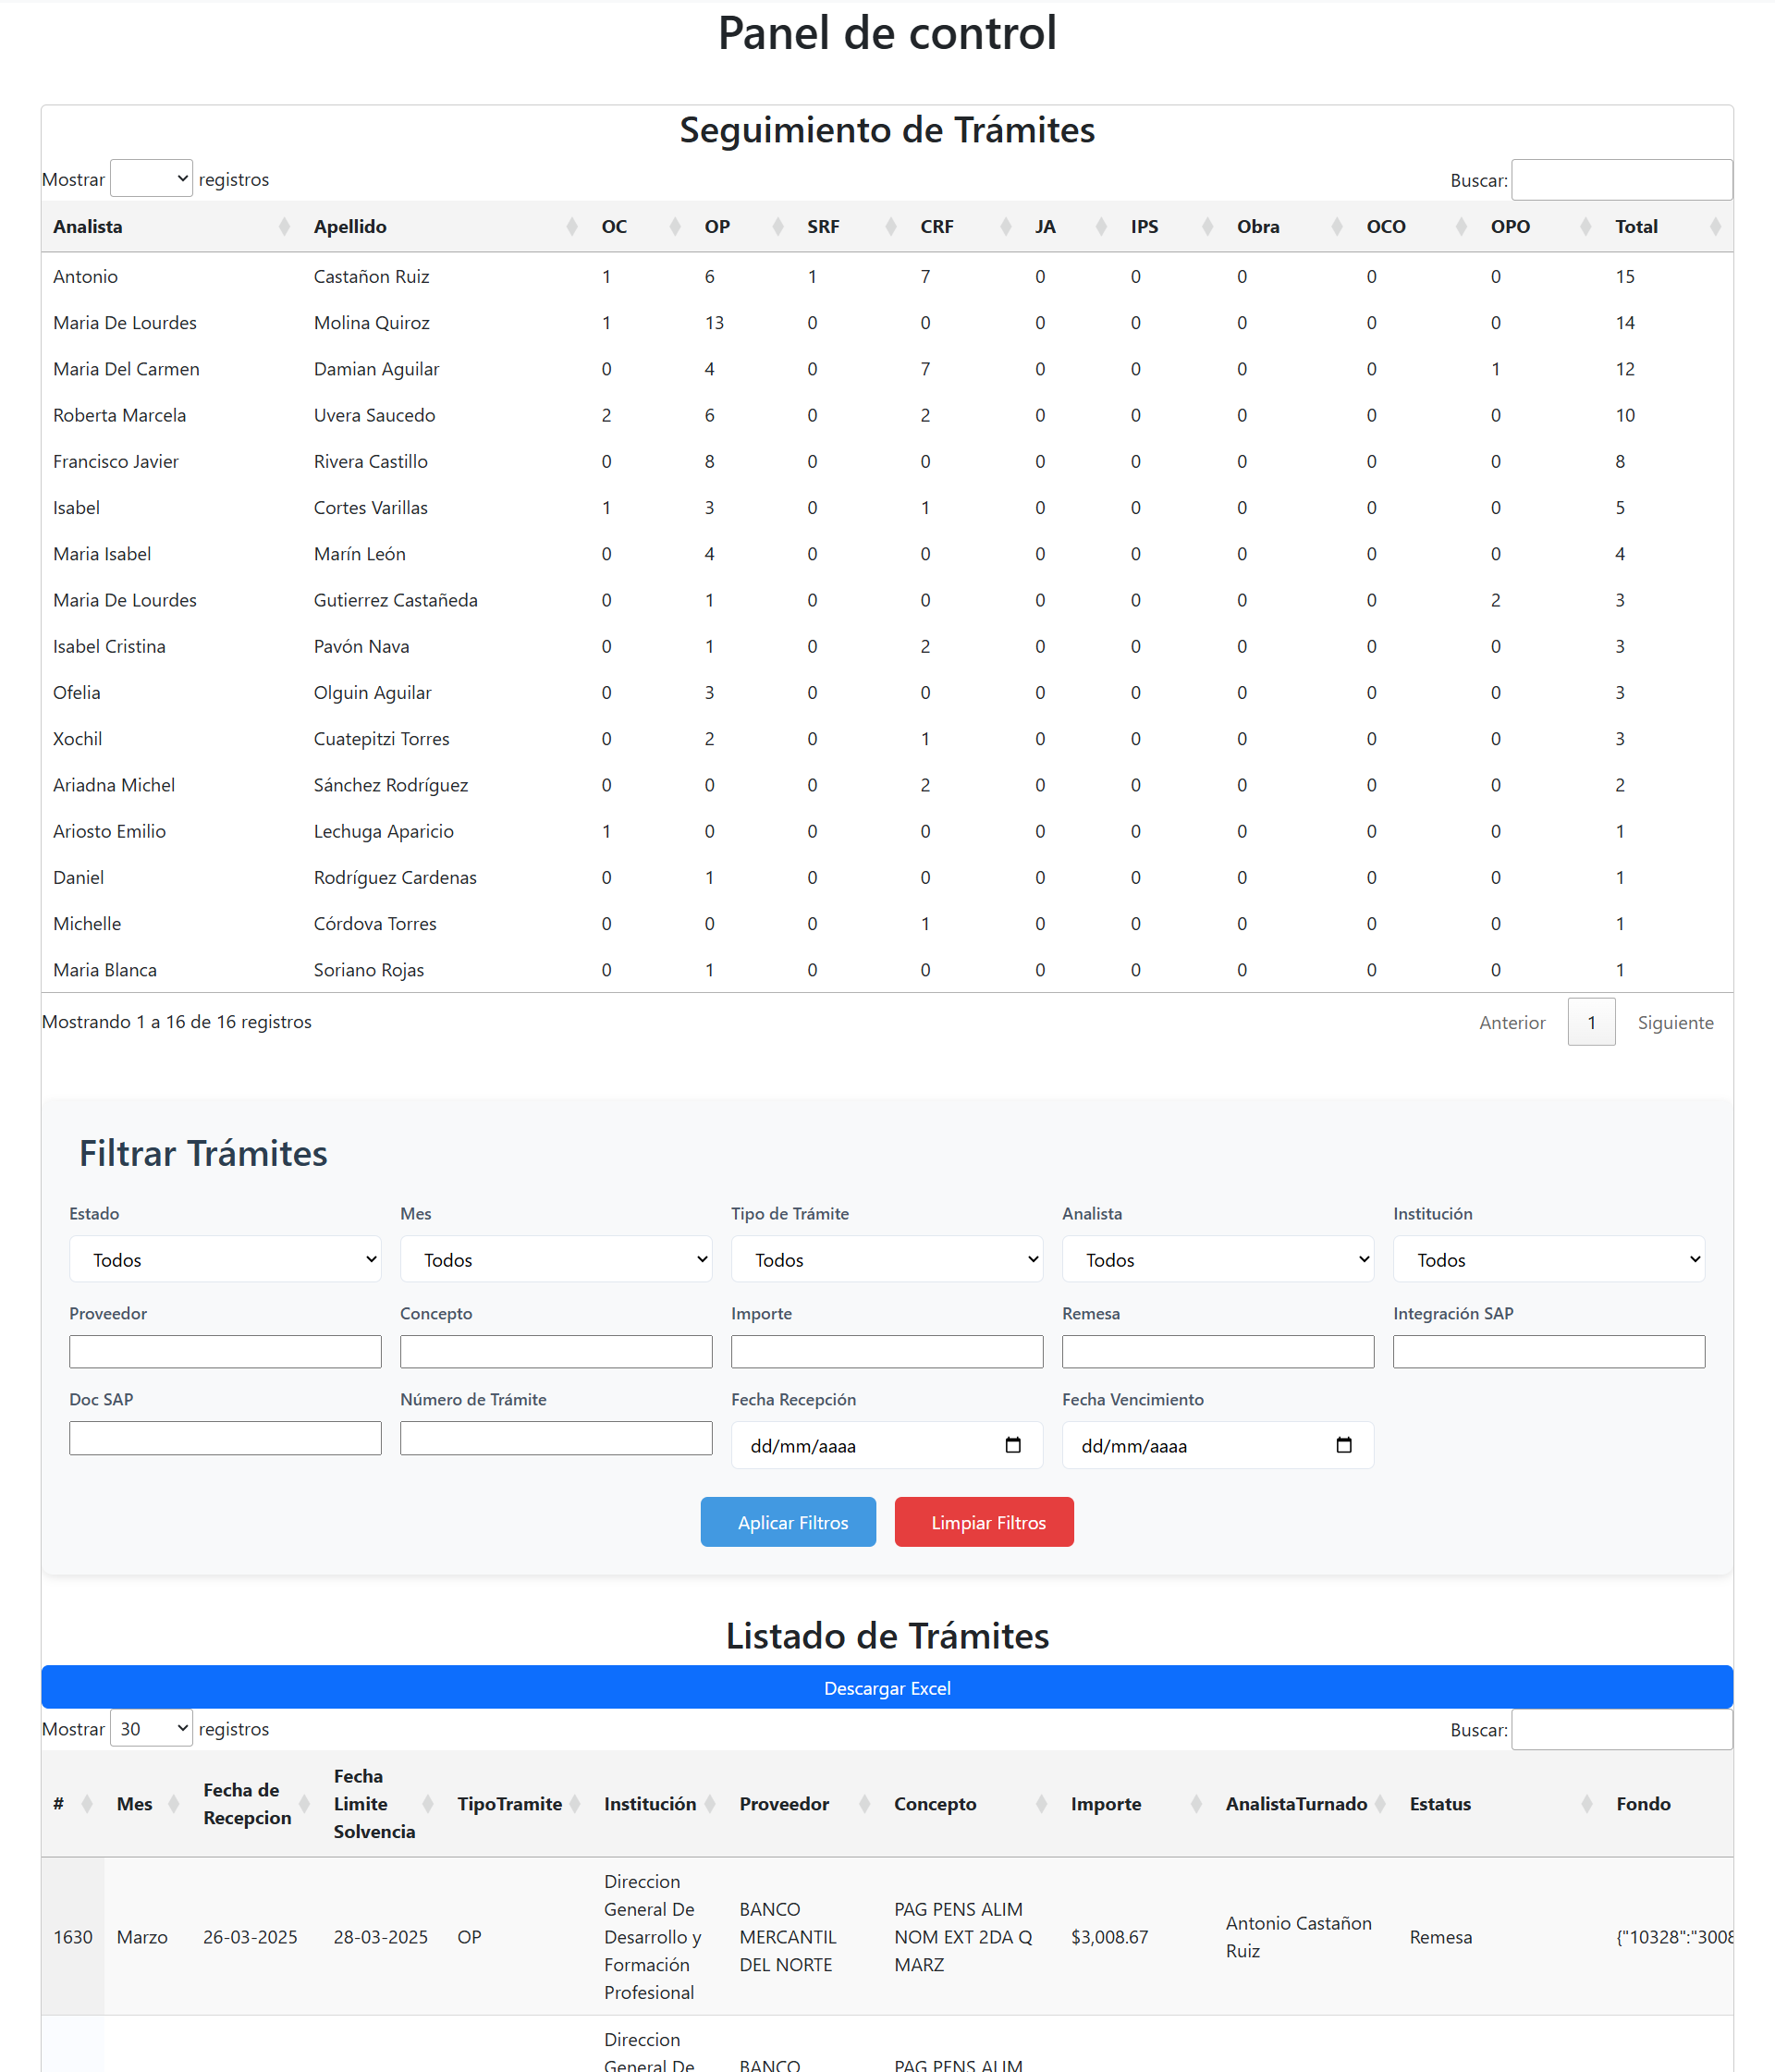 Panel de control
Seguimiento de Trámites
Mostrar registros Buscar:
Analista Apellido OC OP SRF CRF JA IPS Obra OCO OPO Total
Antonio Castañon Ruiz 1 6 1 7 0 0 0 0 0 15
Maria De Lourdes Molina Quiroz 1 13 0 0 0 0 0 0 0 14
Maria Del Carmen Damian Aguilar 0 4 0 7 0 0 0 0 1 12
Roberta Marcela Uvera Saucedo 2 6 0 2 0 0 0 0 0 10
Francisco Javier Rivera Castillo 0 8 0 0 0 0 0 0 0 8
Isabel Cortes Varillas 1 3 0 1 0 0 0 0 0 5
Maria Isabel Marín León 0 4 0 0 0 0 0 0 0 4
Maria De Lourdes Gutierrez Castañeda 0 1 0 0 0 0 0 0 2 3
Isabel Cristina Pavón Nava 0 1 0 2 0 0 0 0 0 3
Ofelia Olguin Aguilar 0 3 0 0 0 0 0 0 0 3
Xochil Cuatepitzi Torres 0 2 0 1 0 0 0 0 0 3
Ariadna Michel Sánchez Rodríguez 0 0 0 2 0 0 0 0 0 2
Ariosto Emilio Lechuga Aparicio 1 0 0 0 0 0 0 0 0 1
Daniel Rodríguez Cardenas 0 1 0 0 0 0 0 0 0 1
Michelle Córdova Torres 0 0 0 1 0 0 0 0 0 1
Maria Blanca Soriano Rojas 0 1 0 0 0 0 0 0 0 1
Mostrando 1 a 16 de 16 registros Anterior 1 Siguiente
Filtrar Trámites
Estado Mes Tipo de Trámite Analista Institución
Todos Todos Todos Todos Todos
Proveedor Concepto Importe Remesa Integración SAP
Doc SAP Número de Trámite Fecha Recepción Fecha Vencimiento
dd/mm/aaaa dd/mm/aaaa
Aplicar Filtros Limpiar Filtros
Listado de Trámites
Descargar Excel
Mostrar 30 registros Buscar:
# Mes Fecha de Recepcion Fecha Limite Solvencia TipoTramite Institución Proveedor Concepto Importe AnalistaTurnado Estatus Fondo
1630 Marzo 26-03-2025 28-03-2025 OP Direccion General De Desarrollo y Formación Profesional BANCO MERCANTIL DEL NORTE PAG PENS ALIM NOM EXT 2DA Q MARZ $3,008.67 Antonio Castañon Ruiz Remesa {"10328":"3008
Direccion
General De BANCO PAG PENS ALIM